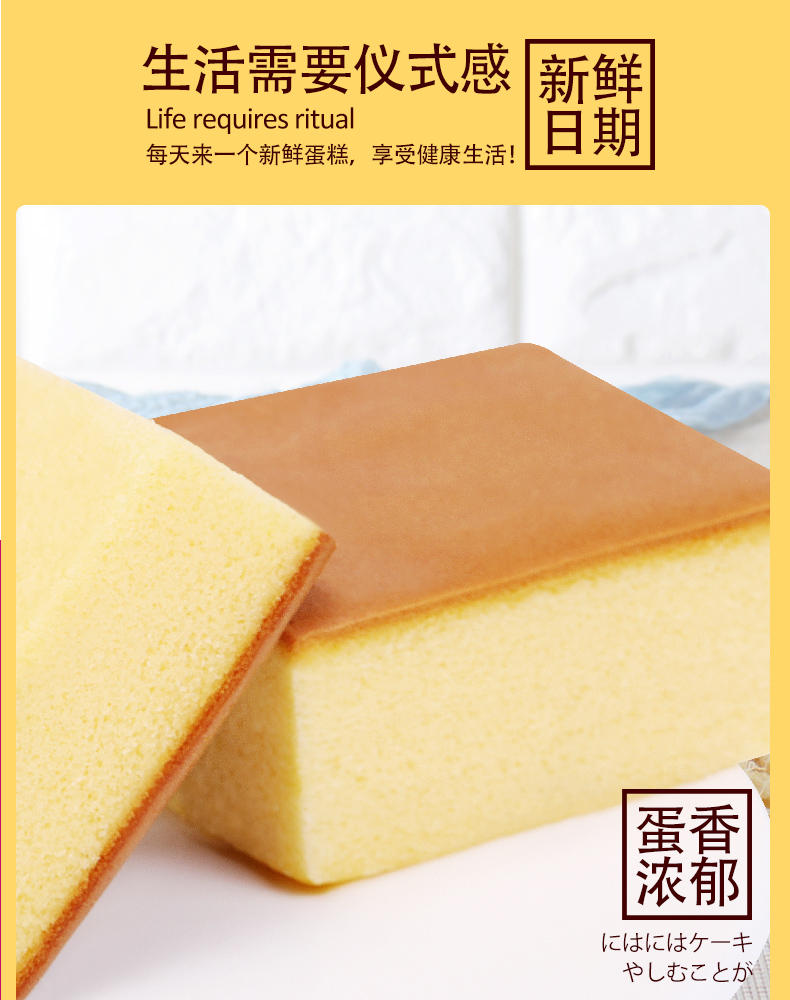 生活需要仪式感
Life requires ritual
每天来一个新鲜蛋糕，享受健康生活！
新鲜
日期
蛋香
浓郁
にはにはケーキ
やしむことが